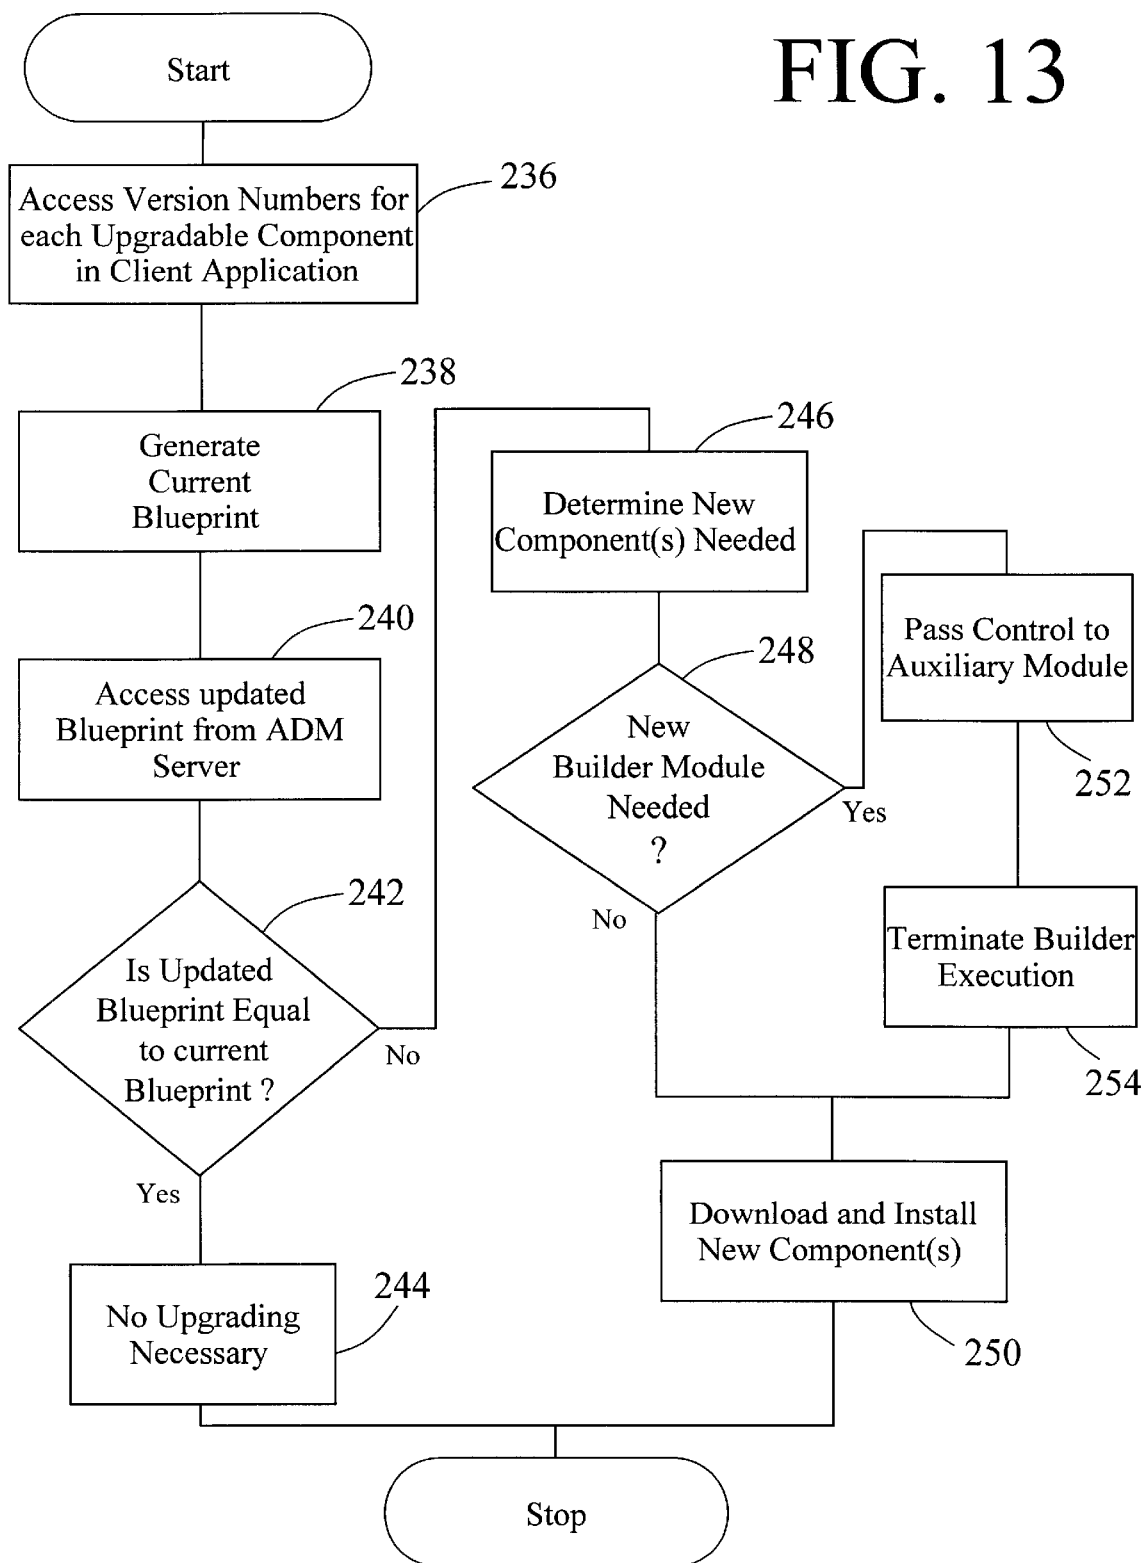 FIG. 13
Start
236
Access Version Numbers for
each Upgradable Component
in Client Application
238
Generate
Current
Blueprint
240
Access updated
Blueprint from ADM
Server
242
Is Updated
Blueprint Equal
to current
Blueprint ?
No
Yes
244
No Upgrading
Necessary
246
Determine New
Component(s) Needed
248
New
Builder Module
Needed
?
Yes
No
Pass Control to
Auxiliary Module
252
Terminate Builder
Execution
254
Download and Install
New Component(s)
250
Stop